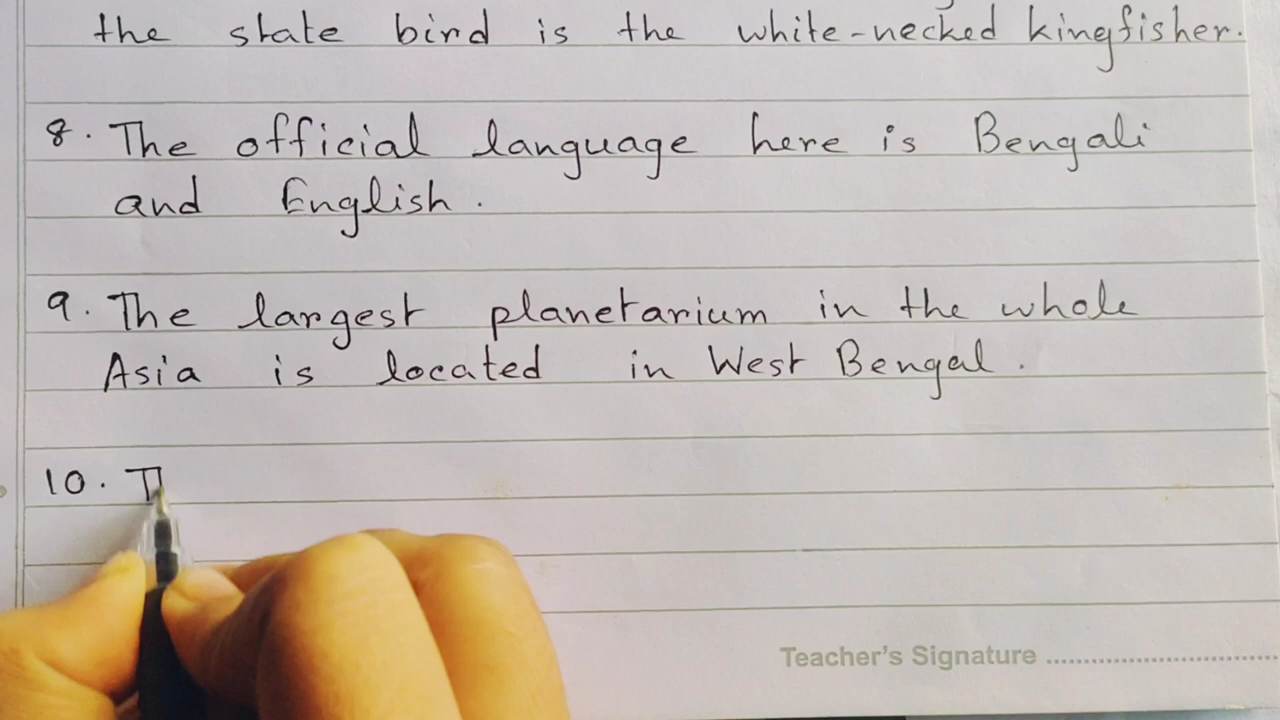 the state bird is the white-necked kingfisher.
8. The official language here is Bengali
and English.
9. The largest planetarium in the whole
Asia is located in West Bengal.
10. Th
Teacher's Signature ................................